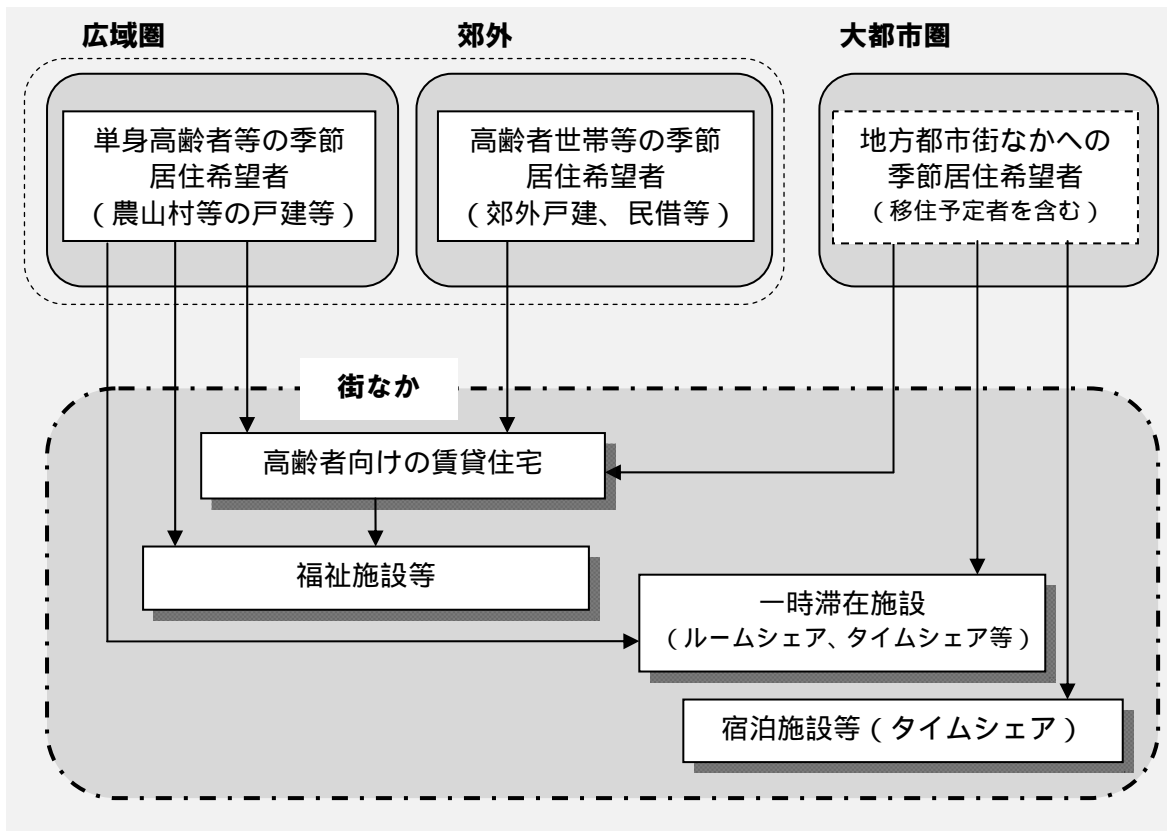 広域圏
郊外
大都市圏
単身高齢者等の季節
居住希望者
（農山村等の戸建等）
高齢者世帯等の季節
居住希望者
（郊外戸建、民借等）
地方都市街なかへの
季節居住希望者
（移住予定者を含む）
街なか
高齢者向けの賃貸住宅
福祉施設等
一時滞在施設
（ルームシェア、タイムシェア等）
宿泊施設等（タイムシェア）